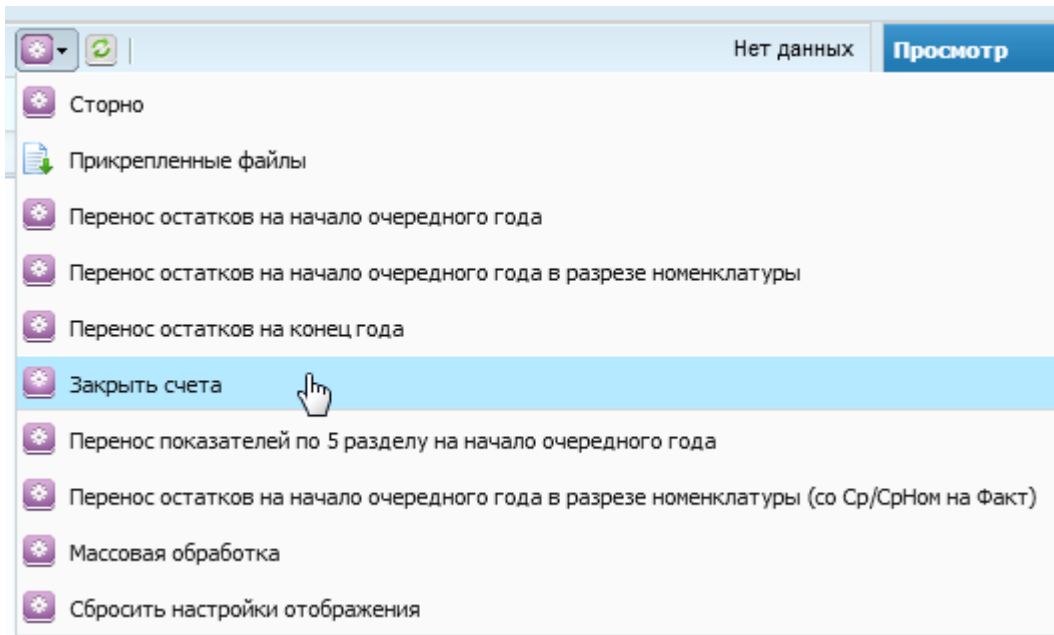 Нет данных Просмотр
Сторно
Прикрепленные файлы
Перенос остатков на начало очередного года
Перенос остатков на начало очередного года в разрезе номенклатуры
Перенос остатков на конец года
Закрыть счета
Перенос показателей по 5 разделу на начало очередного года
Перенос остатков на начало очередного года в разрезе номенклатуры (со Ср/СрНом на Факт)
Массовая обработка
Сбросить настройки отображения